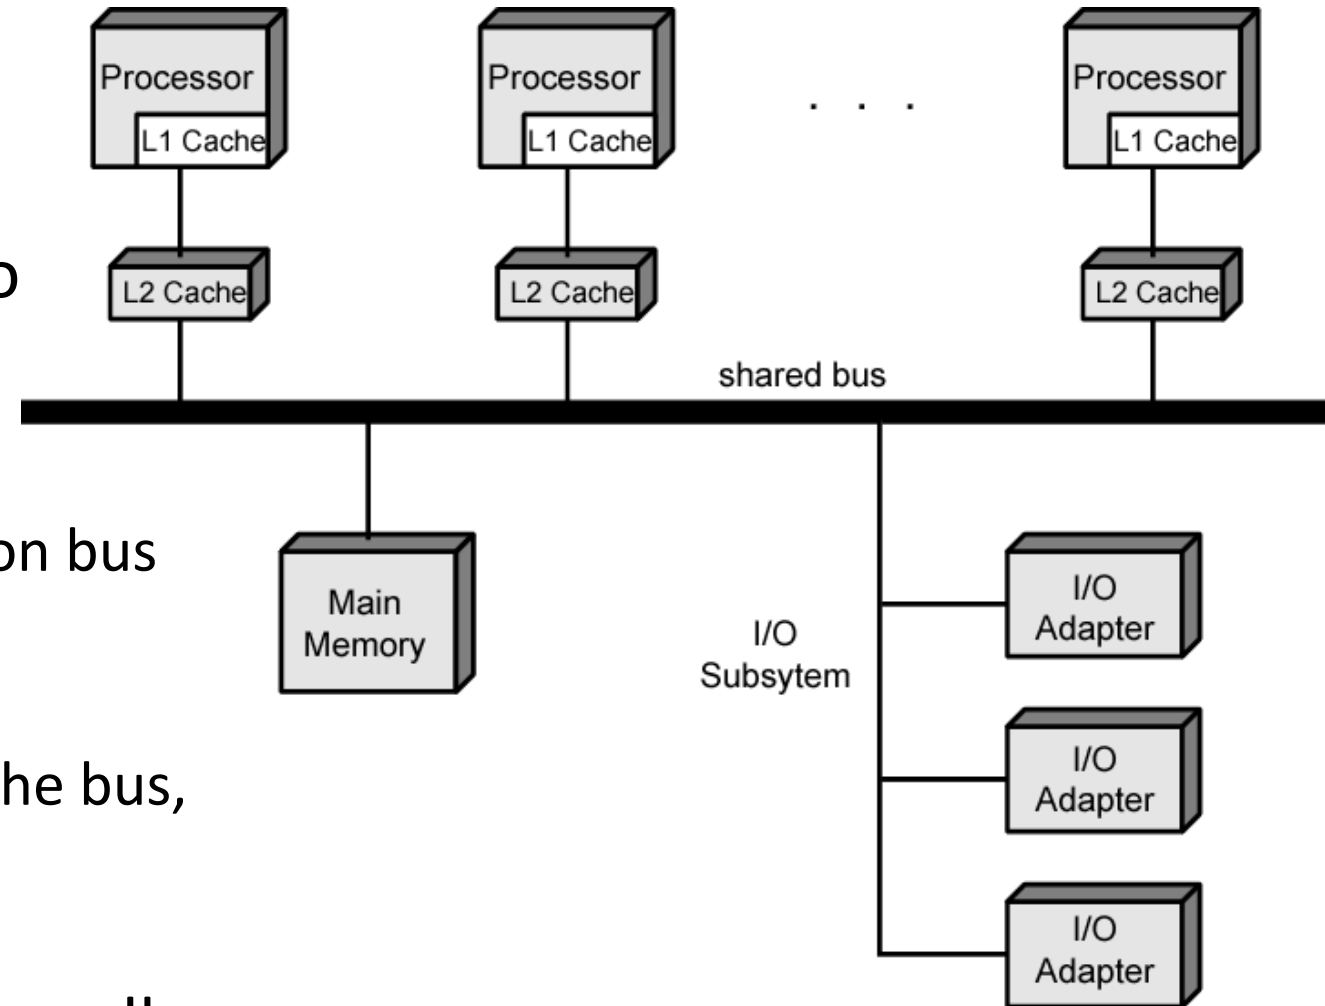 Processor
L1 Cache
Processor
L1 Cache
. . .
Processor
L1 Cache
o
L2 Cache
L2 Cache
L2 Cache
shared bus
on bus
Main
Memory
I/O
Subsytem
I/O
Adapter
he bus,
I/O
Adapter
I/O
Adapter